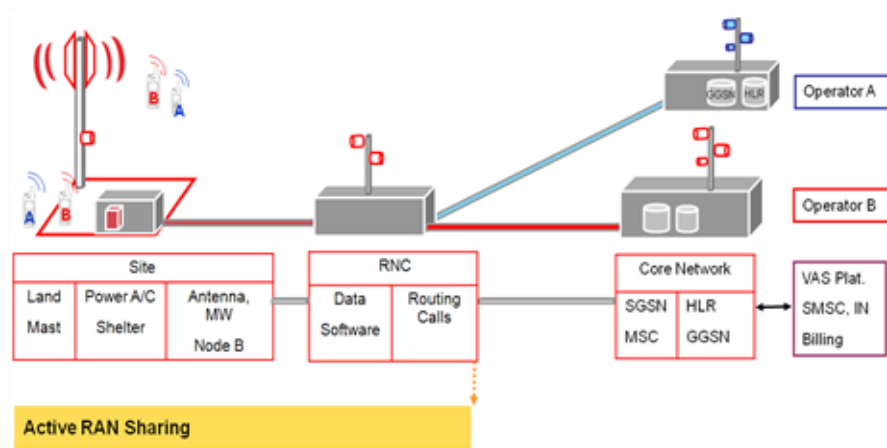 B
A
A
B
GGSN
HLR
Operator A
Operator B
Site
Land
Mast
Power A/C
Shelter
Antenna,
MW
Node B
RNC
Data
Software
Routing
Calls
Core Network
SGSN
MSC
HLR
GGSN
VAS Plat.
SMSC, IN
Billing
Active RAN Sharing